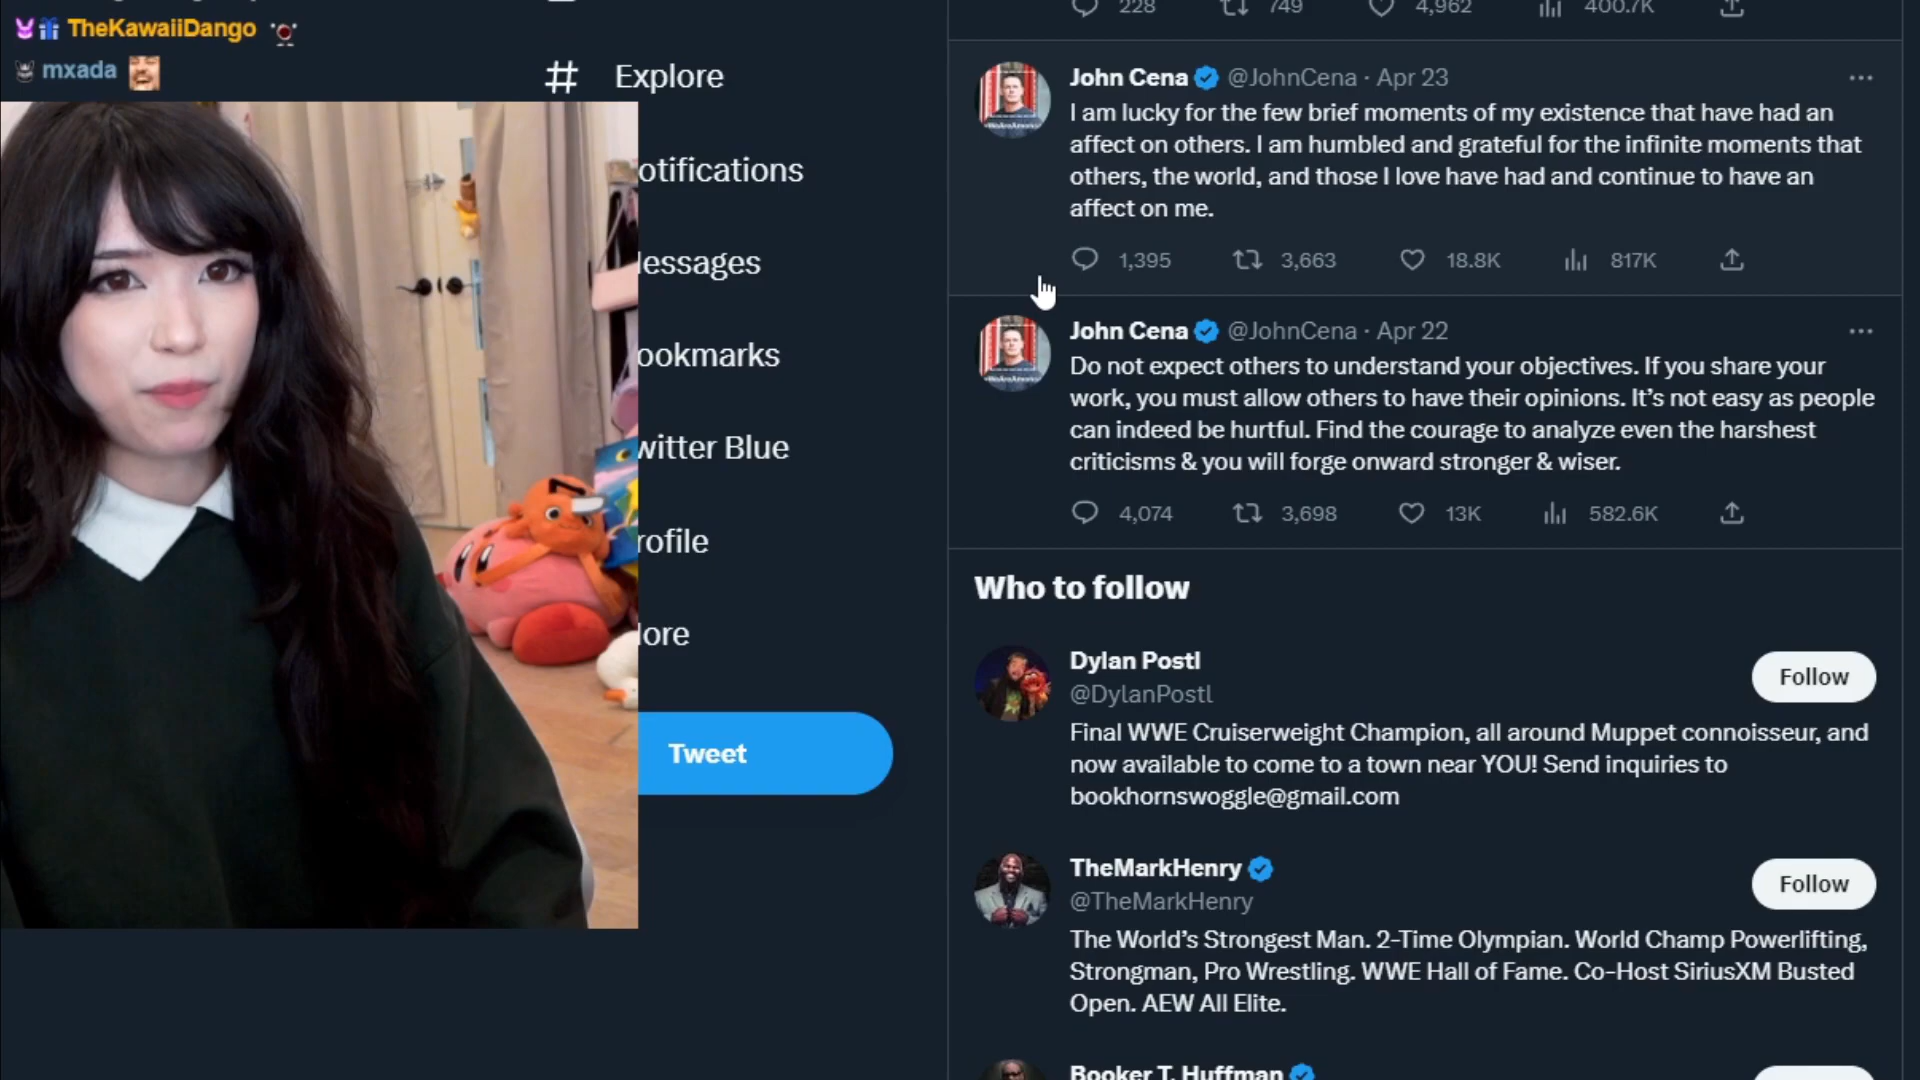 TheKawaiiDango
mxada
Explore
otifications
essages
ookmarks
witter Blue
rofile
ore
Tweet
228 749 4,962 400.7K
John Cena @JohnCena · Apr 23
I am lucky for the few brief moments of my existence that have had an
affect on others. I am humbled and grateful for the infinite moments that
others, the world, and those I love have had and continue to have an
affect on me.
1,395 3,663 18.8K 817K
John Cena @JohnCena · Apr 22
Do not expect others to understand your objectives. If you share your
work, you must allow others to have their opinions. It’s not easy as people
can indeed be hurtful. Find the courage to analyze even the harshest
criticisms & you will forge onward stronger & wiser.
4,074 3,698 13K 582.6K
Who to follow
Dylan Postl
@DylanPostl
Follow
Final WWE Cruiserweight Champion, all around Muppet connoisseur, and
now available to come to a town near YOU! Send inquiries to
bookhornswoggle@gmail.com
TheMarkHenry
@TheMarkHenry
Follow
The World’s Strongest Man. 2-Time Olympian. World Champ Powerlifting,
Strongman, Pro Wrestling. WWE Hall of Fame. Co-Host SiriusXM Busted
Open. AEW All Elite.
Booker T. Huffman